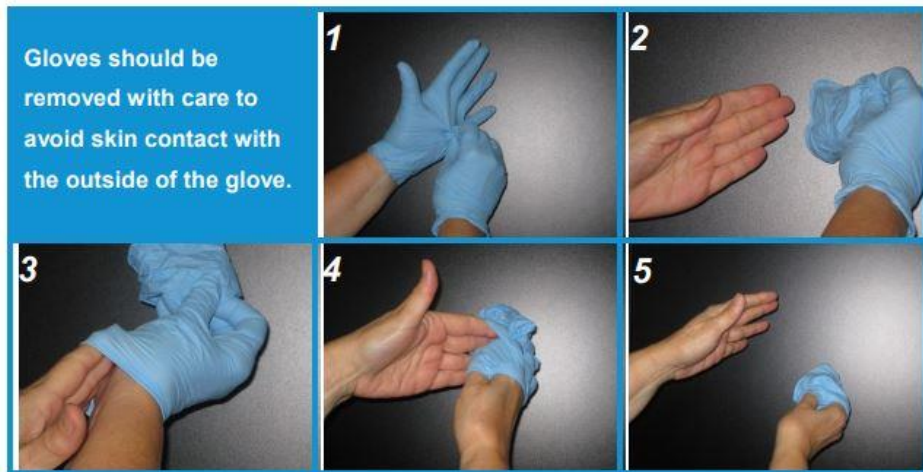 Gloves should be
removed with care to
avoid skin contact with
the outside of the glove.
1
2
3
4
5